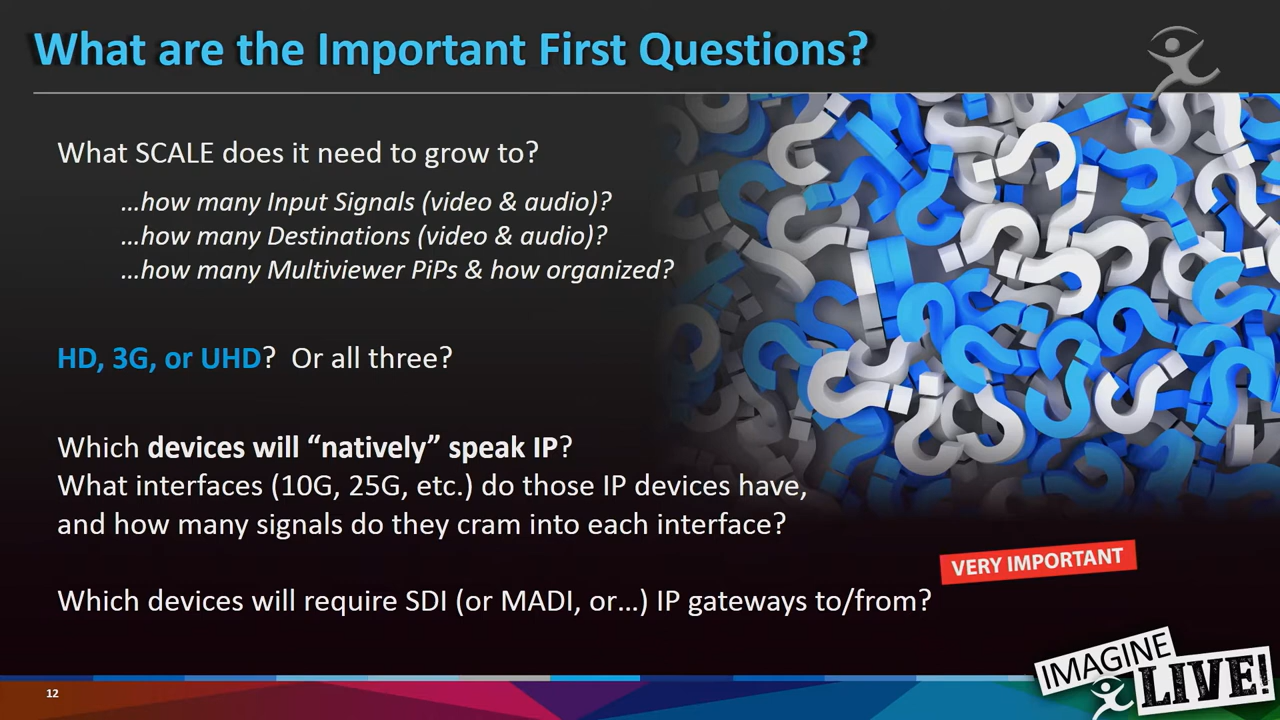 What are the Important First Questions?
What SCALE does it need to grow to?
…how many Input Signals (video & audio)?
…how many Destinations (video & audio)?
…how many Multiviewer PiPs & how organized?
HD, 3G, or UHD?  Or all three?
Which devices will “natively” speak IP?
What interfaces (10G, 25G, etc.) do those IP devices have,
and how many signals do they cram into each interface?
VERY IMPORTANT
Which devices will require SDI (or MADI, or…) IP gateways to/from?
IMAGINE
LIVE!
12